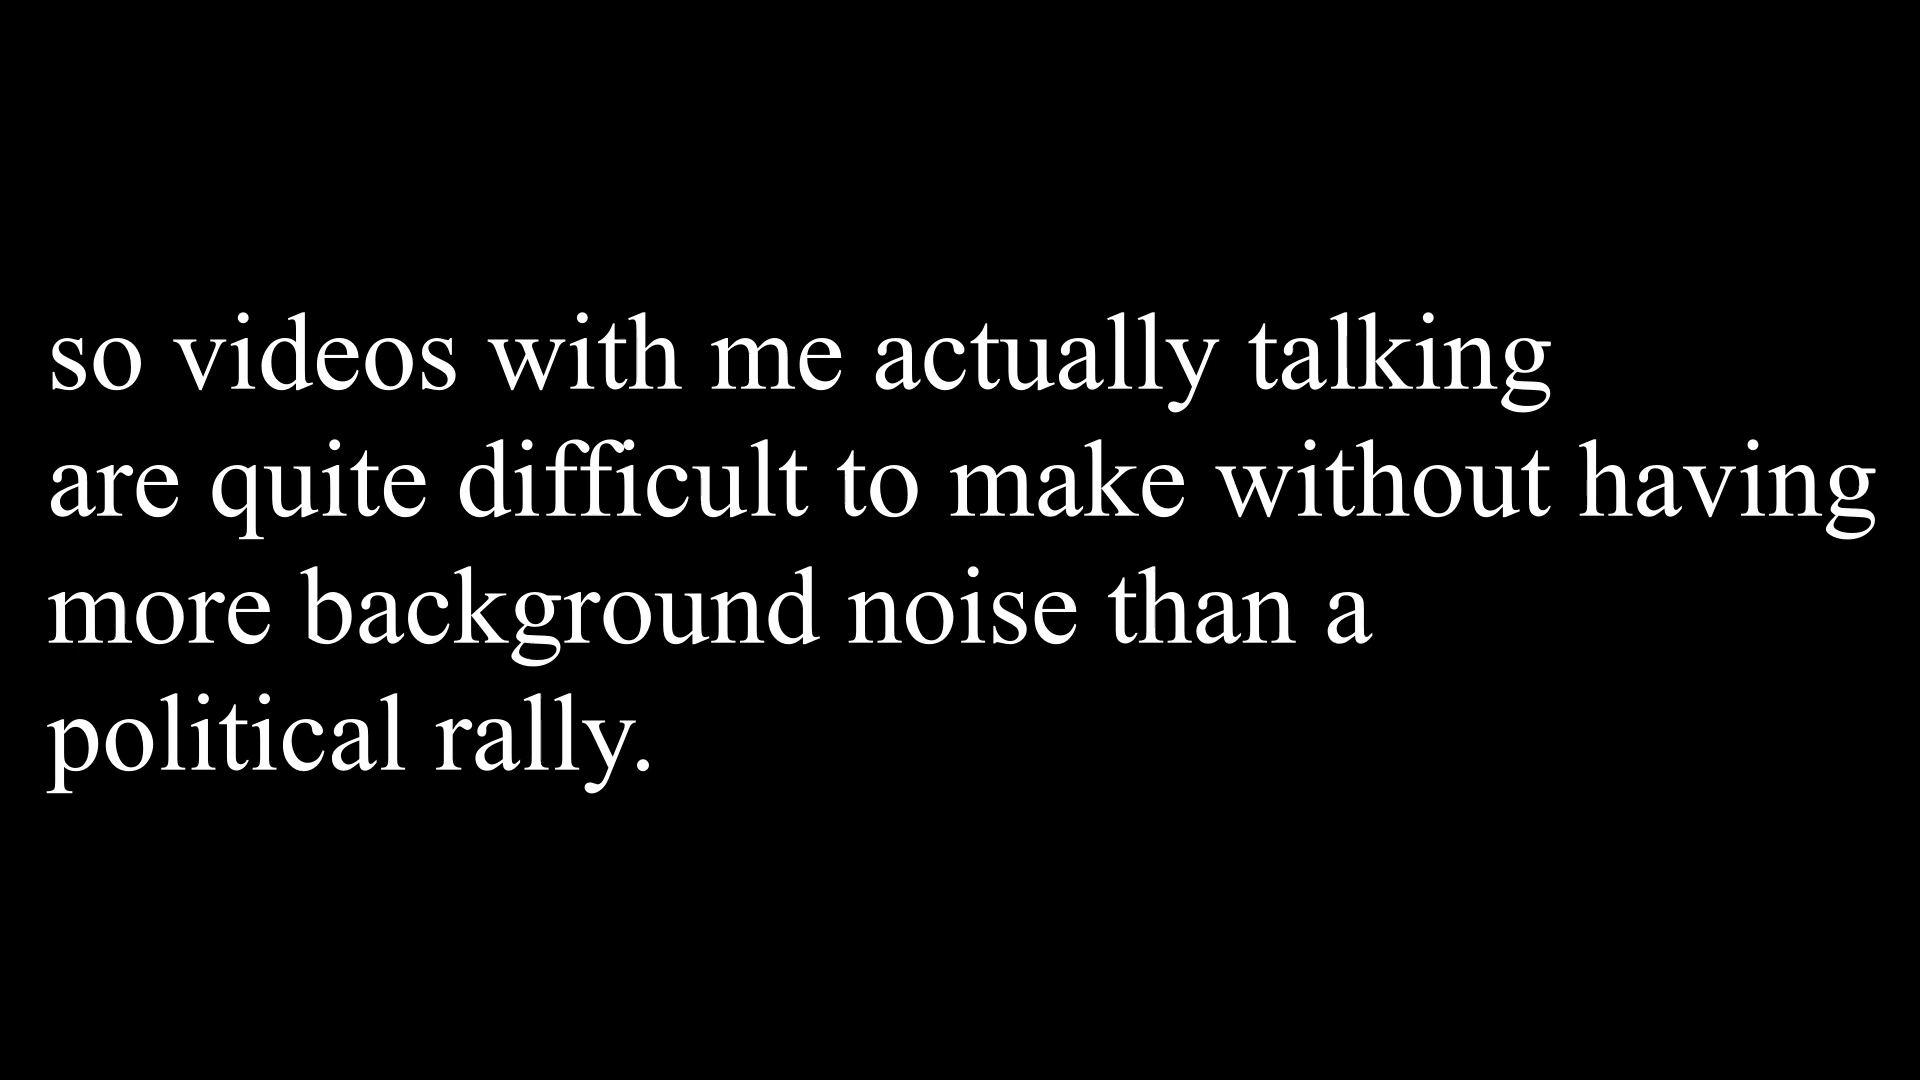 so videos with me actually talking
are quite difficult to make without having
more background noise than a
political rally.